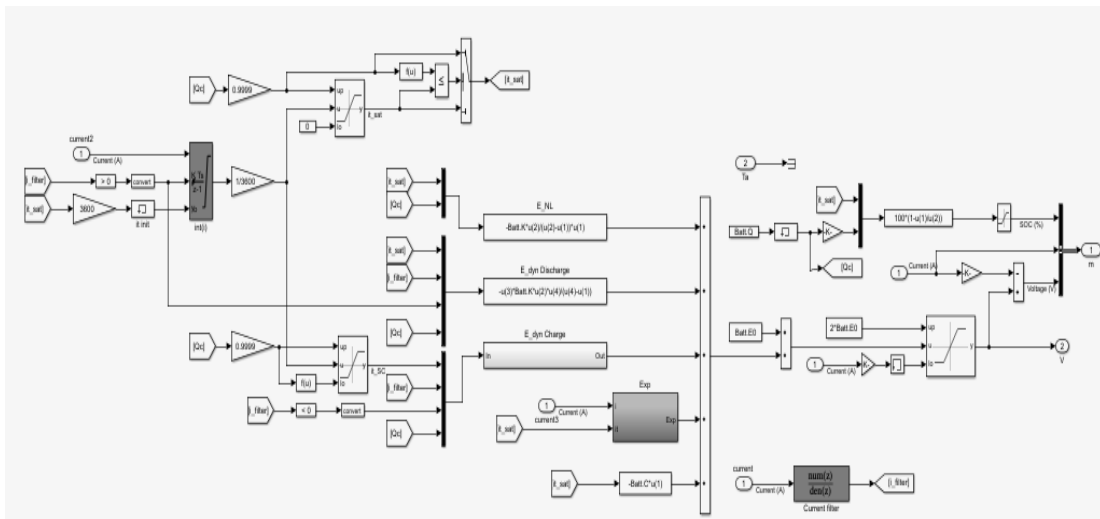 [Qc]
0.9999
f(u)
≤
[it_sat]
up
u
y
lo
0
it_sat
current2
1
Current (A)
[i_filter]
> 0
convert
it_sat]
3600
it init
int(i)
1/3600
it_sat]
[Qc]
E_NL
-Batt.K*u(2)/(u(2)-u(1))*u(1)
it_sat]
[i_filter]
E_dyn Discharge
-u(3)*Batt.K*u(2)*u(4)/(u(4)-u(1))
[Qc]
E_dyn Charge
In
Out
[Qc]
0.9999
up
u
y
lo
it_SC
f(u)
[i_filter]
[i_filter]
< 0
convert
[Qc]
Exp
1
Current (A)
current3
it_sat]
Exp
it_sat]
-Batt.C*u(1)
2
Ta
it_sat]
Batt.Q
-K-
100*(1-u(1)/u(2))
SOC (%)
[Qc]
1
Current (A)
-K-
Voltage (V)
1
m
Batt.E0
2*Batt.E0
up
u
y
lo
1
Current (A)
K-
2
V
current
1
Current (A)
num(z)
den(z)
Current filter
[i_filter]